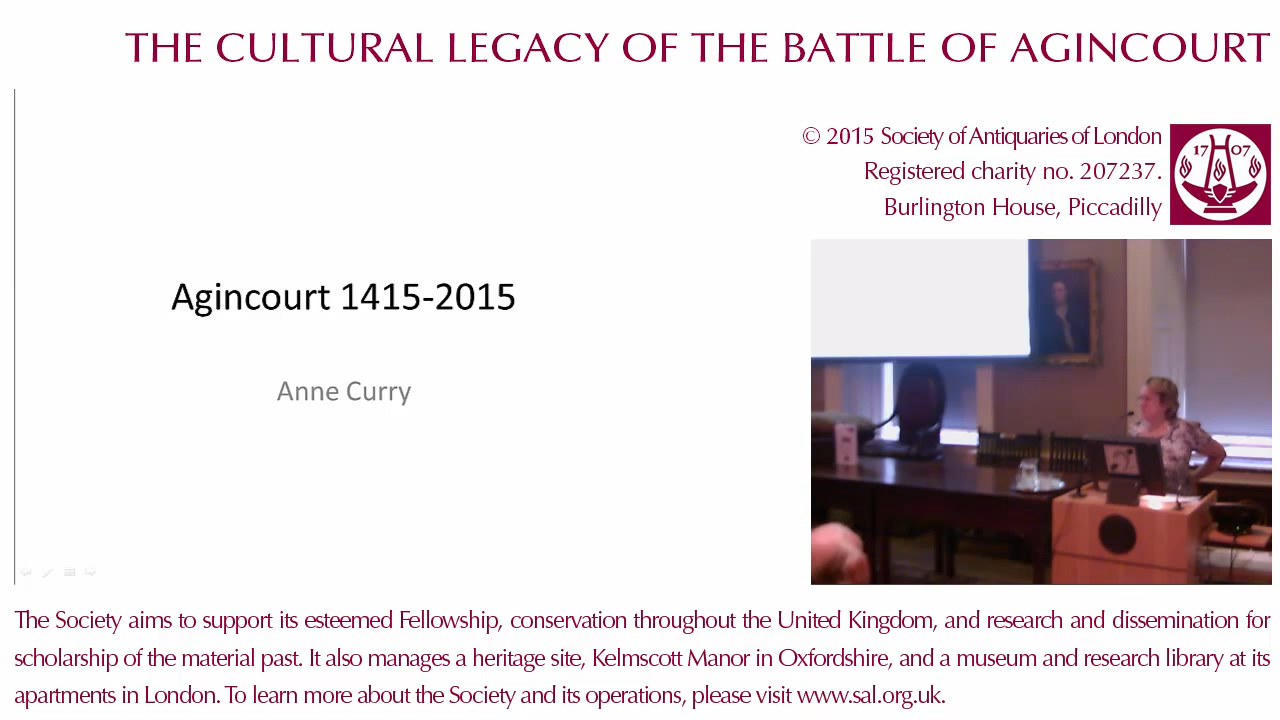 THE CULTURAL LEGACY OF THE BATTLE OF AGINCOURT
© 2015 Society of Antiquaries of London
Registered charity no. 207237.
Burlington House, Piccadilly
17 07
Agincourt 1415-2015
Anne Curry
The Society aims to support its esteemed Fellowship, conservation throughout the United Kingdom, and research and dissemination for
scholarship of the material past. It also manages a heritage site, Kelmscott Manor in Oxfordshire, and a museum and research library at its
apartments in London. To learn more about the Society and its operations, please visit www.sal.org.uk.